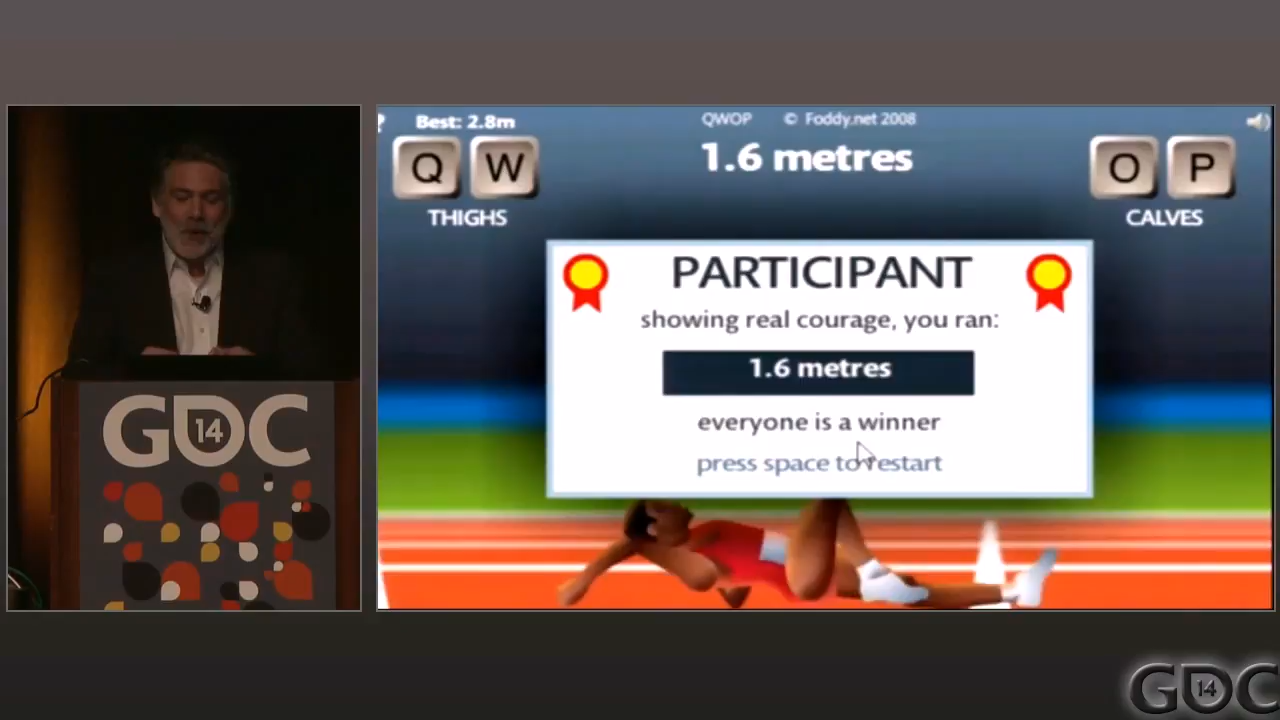 Best: 2.8m
QWOP © Foddy.net 2008
Q W
1.6 metres
O P
THIGHS
CALVES
PARTICIPANT
showing real courage, you ran:
1.6 metres
everyone is a winner
press space to restart
GDC
14
GDC
14